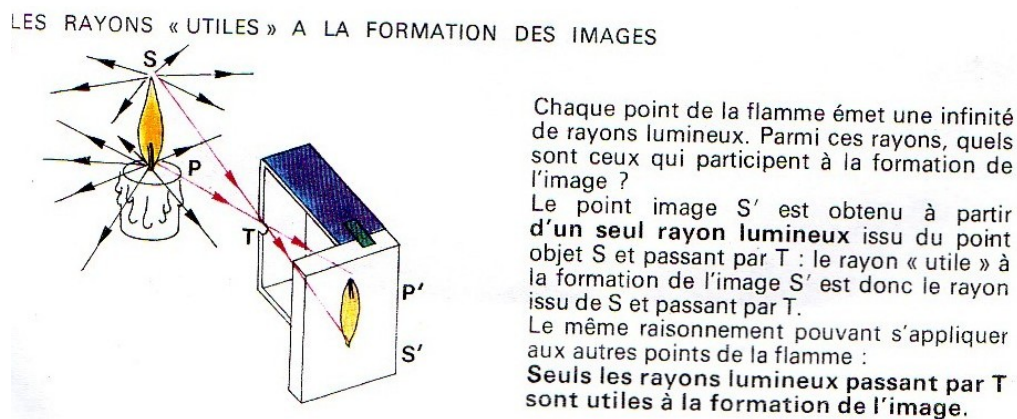 LES RAYONS « UTILES » A LA FORMATION DES IMAGES
S
P
T
P'
S'
Chaque point de la flamme émet une infinité
de rayons lumineux. Parmi ces rayons, quels
sont ceux qui participent à la formation de
l'image ?
Le point image S' est obtenu à partir
d'un seul rayon lumineux issu du point
objet S et passant par T : le rayon « utile » à
la formation de l'image S' est donc le rayon
issu de S et passant par T.
Le même raisonnement pouvant s'appliquer
aux autres points de la flamme :
Seuls les rayons lumineux passant par T
sont utiles à la formation de l'image.